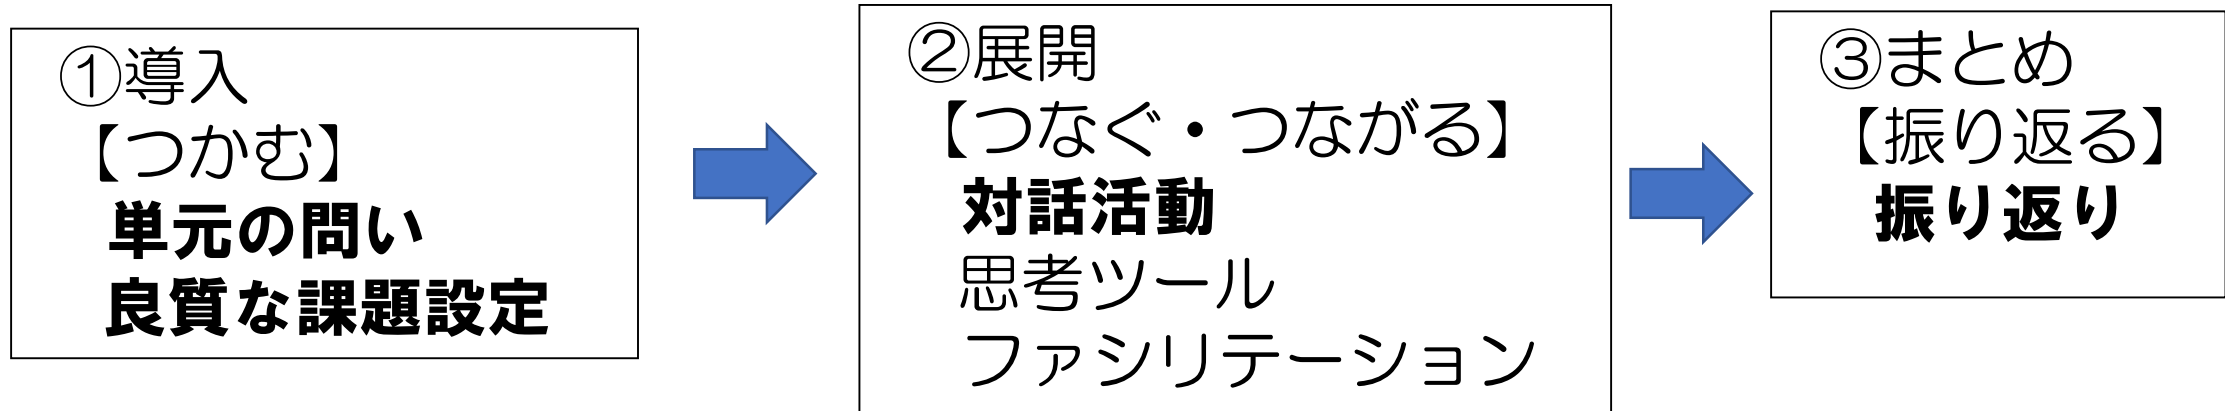 ①導入
【つかむ】
単元の問い
良質な課題設定
②展開
【つなぐ・つながる】
対話活動
思考ツール
ファシリテーション
③まとめ
【振り返る】
振り返り